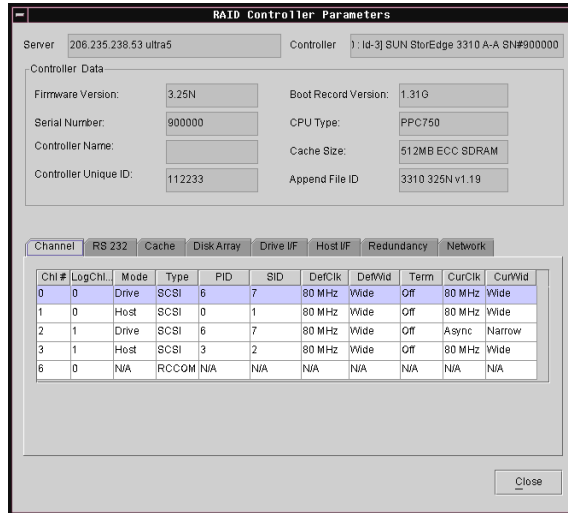 RAID Controller Parameters
Server 206.235.238.53 ultra5 Controller ) : Id-3] SUN StorEdge 3310 A-A SN#900000
Controller Data
Firmware Version: 3.25N Boot Record Version: 1.31G
Serial Number: 900000 CPU Type: PPC750
Controller Name: Cache Size: 512MB ECC SDRAM
Controller Unique ID: 112233 Append File ID 3310 325N v1.19
Channel RS 232 Cache Disk Array Drive I/F Host I/F Redundancy Network
Chl # LogChl... Mode Type PID SID DefClk DefWid Term CurClk CurWid
0 0 Drive SCSI 6 7 80 MHz Wide Off 80 MHz Wide
1 0 Host SCSI 0 1 80 MHz Wide Off 80 MHz Wide
2 1 Drive SCSI 6 7 80 MHz Wide Off Async Narrow
3 1 Host SCSI 3 2 80 MHz Wide Off 80 MHz Wide
6 0 N/A RCCOM N/A N/A N/A N/A N/A N/A N/A
Close